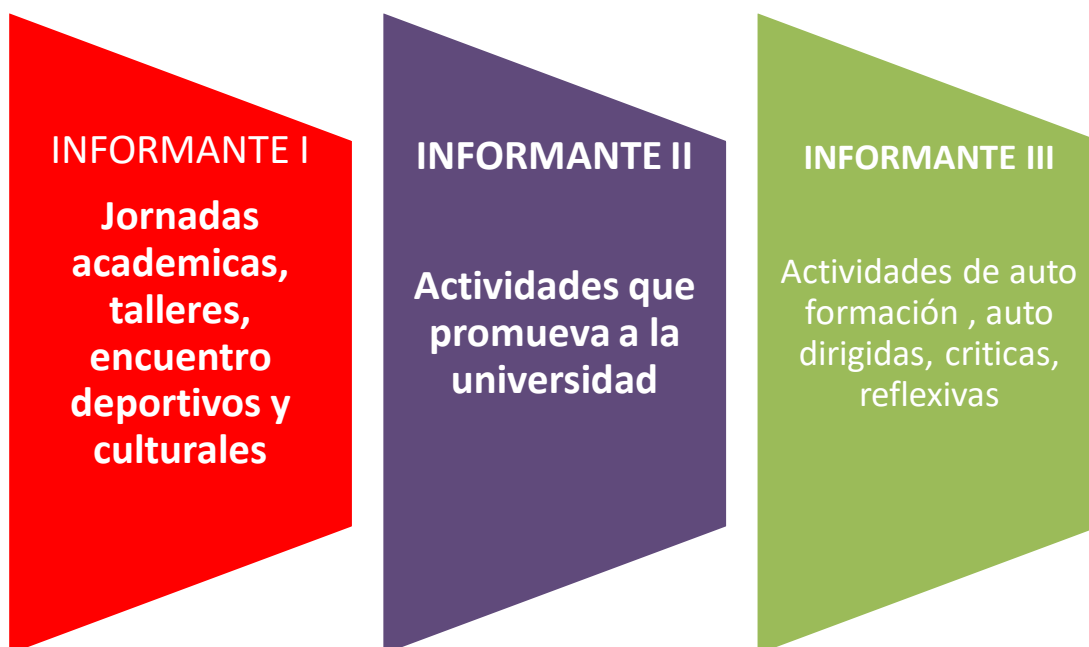 INFORMANTE I
Jornadas
academicas,
talleres,
encuentro
deportivos y
culturales
INFORMANTE II
Actividades que
promueva a la
universidad
INFORMANTE III
Actividades de auto
formación , auto
dirigidas, criticas,
reflexivas